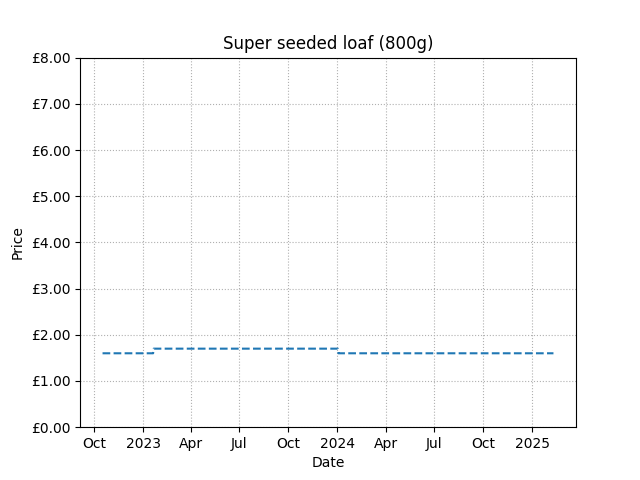 Super seeded loaf (800g)
£8.00
£7.00
£6.00
£5.00
£4.00
£3.00
£2.00
£1.00
£0.00
Price
Oct 2023 Apr Jul Oct 2024 Apr Jul Oct 2025
Date